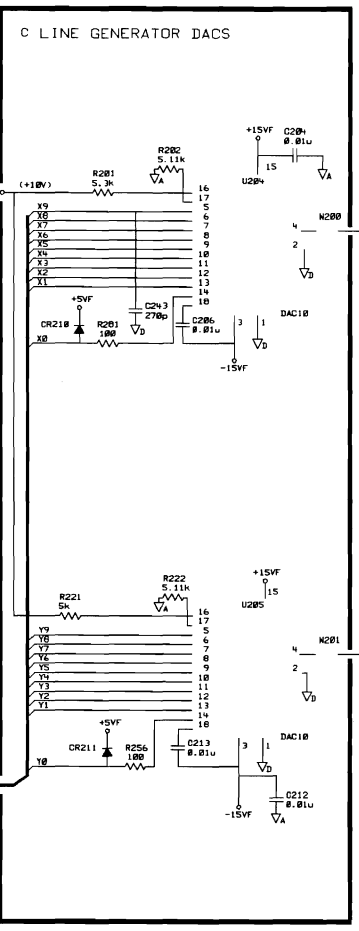 C LINE GENERATOR DACS
+15VF
C204
0.01u
15
A
U204
R202
5.11k
A
R201
5.3k
(+10V)
16
17
X9
5
X8
6
X7
7
X6
8
X5
9
X4
10
X3
11
X2
12
X1
13
14
18
4
W200
2
D
+5VF
C243
270p
D
C206
0.01u
3
1
D
DAC10
CR210
R281
100
X0
-15VF
+15VF
15
U205
R222
5.11k
A
R221
5k
16
17
Y9
5
Y8
6
Y7
7
Y6
8
Y5
9
Y4
10
Y3
11
Y2
12
Y1
13
14
18
4
W201
2
D
+5VF
C213
0.01u
3
1
D
DAC10
CR211
R256
100
Y0
C212
0.01u
A
-15VF